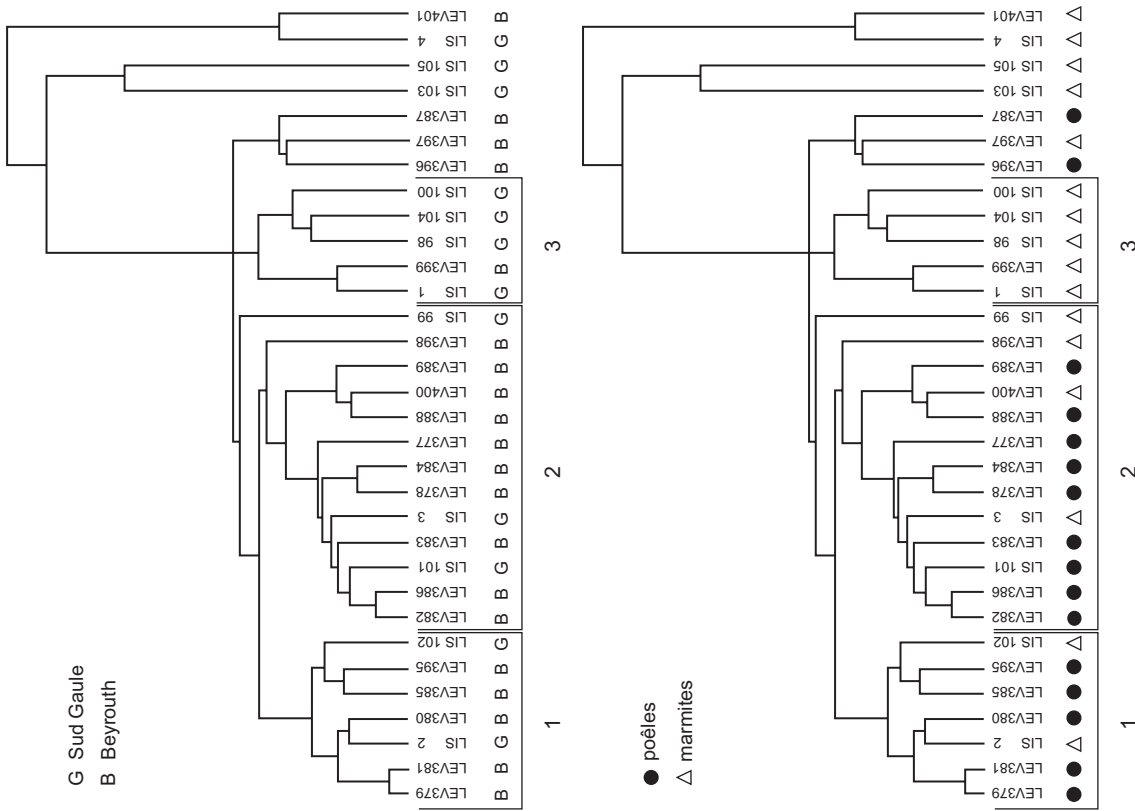 G Sud Gaule
B Beyrouth
LEV401 B
LIS 4 G
LIS 105 G
LIS 103 G
LEV387 B
LEV397 B
LEV396 B
LIS 100 G
LIS 104 G
LIS 98 G
LEV399 B
LIS 1 G
LIS 99 G
LEV398 B
LEV389 B
LEV400 B
LEV388 B
LEV377 B
LEV384 B
LEV378 B
LIS 3 G
LEV383 B
LIS 101 G
LEV386 B
LEV382 B
LIS 102 G
LEV395 B
LEV385 B
LEV380 B
LIS 2 G
LEV381 B
LEV379 B
3
2
1
poêles
marmites
LEV401
LIS 4
LIS 105
LIS 103
LEV387
LEV397
LEV396
LIS 100
LIS 104
LIS 98
LEV399
LIS 1
LIS 99
LEV398
LEV389
LEV400
LEV388
LEV377
LEV384
LEV378
LIS 3
LEV383
LIS 101
LEV386
LEV382
LIS 102
LEV395
LEV385
LEV380
LIS 2
LEV381
LEV379
3
2
1